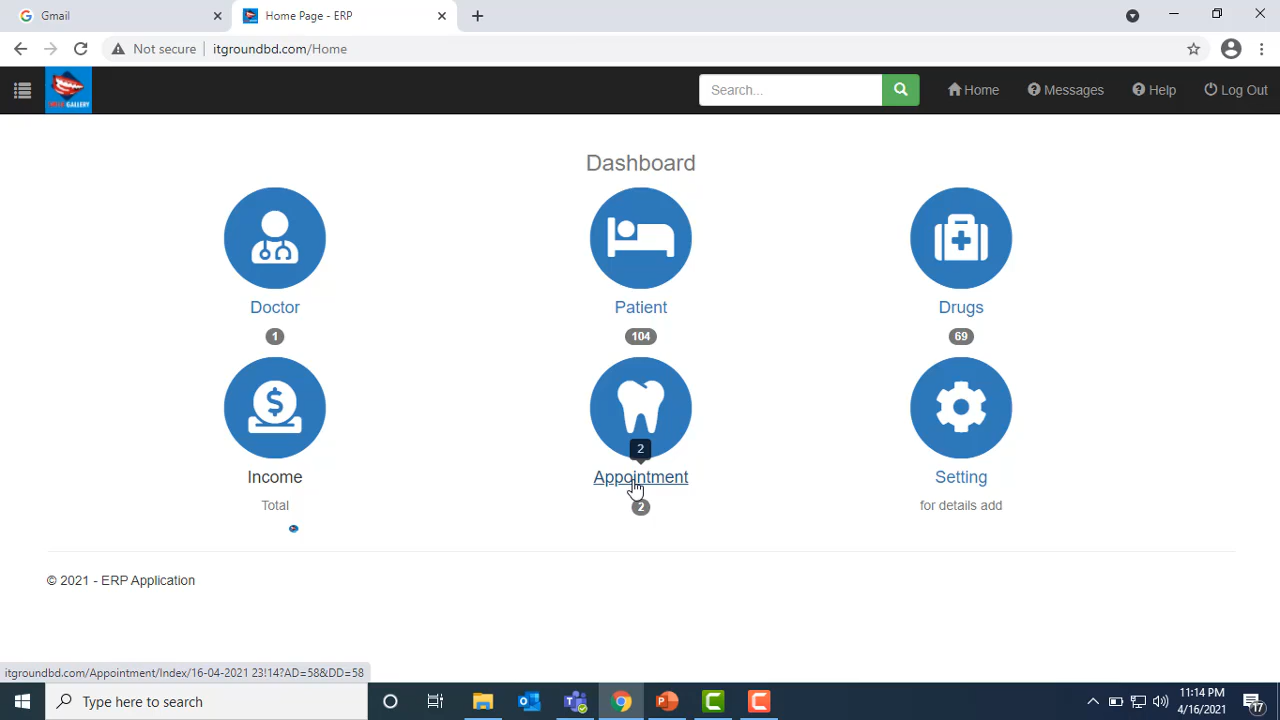 Gmail
Home Page - ERP
Not secure
itgroundbd.com/Home
GALLERY
Search...
Home
Messages
Help
Log Out
Dashboard
Doctor
Patient
Drugs
1
104
69
2
Income
Appointment
Setting
Total
2
for details add
© 2021 - ERP Application
itgroundbd.com/Appointment/Index/16-04-2021 23!14?AD=58&DD=58
Type here to search
11:14 PM
4/16/2021
17